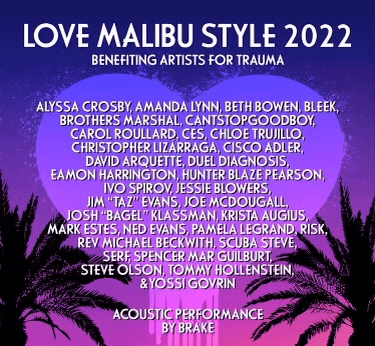 LOVE MALIBU STYLE 2022
BENEFITING ARTISTS FOR TRAUMA
ALYSSA CROSBY, AMANDA LYNN, BETH BOWEN, BLEEK,
BROTHERS MARSHAL, CANTSTOPGOODBOY,
CAROL ROULLARD, CES, CHLOE TRUJILLO,
CHRISTOPHER LIZARRAGA, CISCO ADLER,
DAVID ARQUETTE, DUEL DIAGNOSIS,
EAMON HARRINGTON, HUNTER BLAZE PEARSON,
IVO SPIROV, JESSIE BLOWERS,
JIM "TAZ" EVANS, JOE MCDOUGALL,
JOSH "BAGEL" KLASSMAN, KRISTA AUGIUS,
MARK ESTES, NED EVANS, PAMELA LEGRAND, RISK,
REV MICHAEL BECKWITH, SCUBA STEVE,
SERF, SPENCER MAR GUILBURT,
STEVE OLSON, TOMMY HOLLENSTEIN,
&YOSSI GOVRIN
ACOUSTIC PERFORMANCE
BY BRAKE